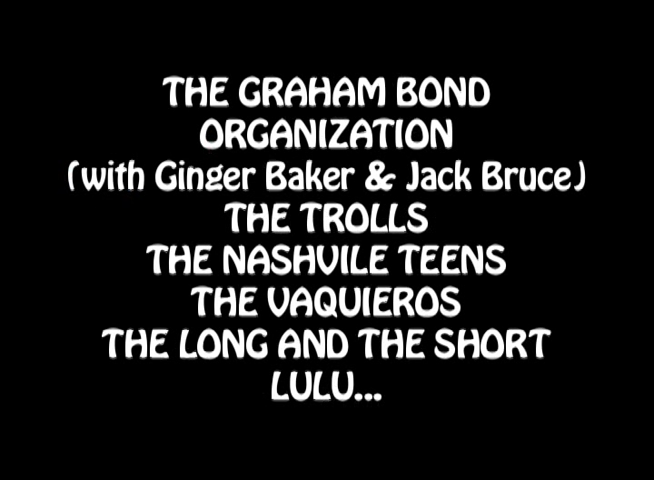 THE GRAHAM BOND
ORGANIZATION
(with Ginger Baker & Jack Bruce)
THE TROLLS
THE NASHVILE TEENS
THE VAQUIEROS
THE LONG AND THE SHORT
LULU...